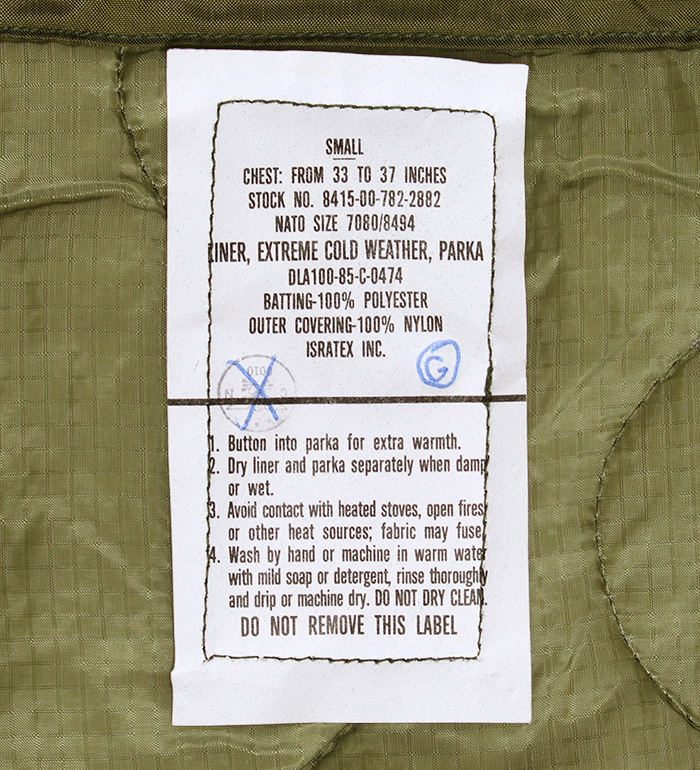 SMALL
CHEST: FROM 33 TO 37 INCHES
STOCK NO. 8415-00-782-2882
NATO SIZE 7080/8494
LINER, EXTREME COLD WEATHER, PARKA
DLA100-85-C-0474
BATTING-100% POLYESTER
OUTER COVERING-100% NYLON
ISRATEX INC.
G
1. Button into parka for extra warmth.
2. Dry liner and parka separately when damp
or wet.
3. Avoid contact with heated stoves, open fires
or other heat sources; fabric may fuse
4. Wash by hand or machine in warm water
with mild soap or detergent, rinse thoroughly
and drip or machine dry. DO NOT DRY CLEAN.
DO NOT REMOVE THIS LABEL